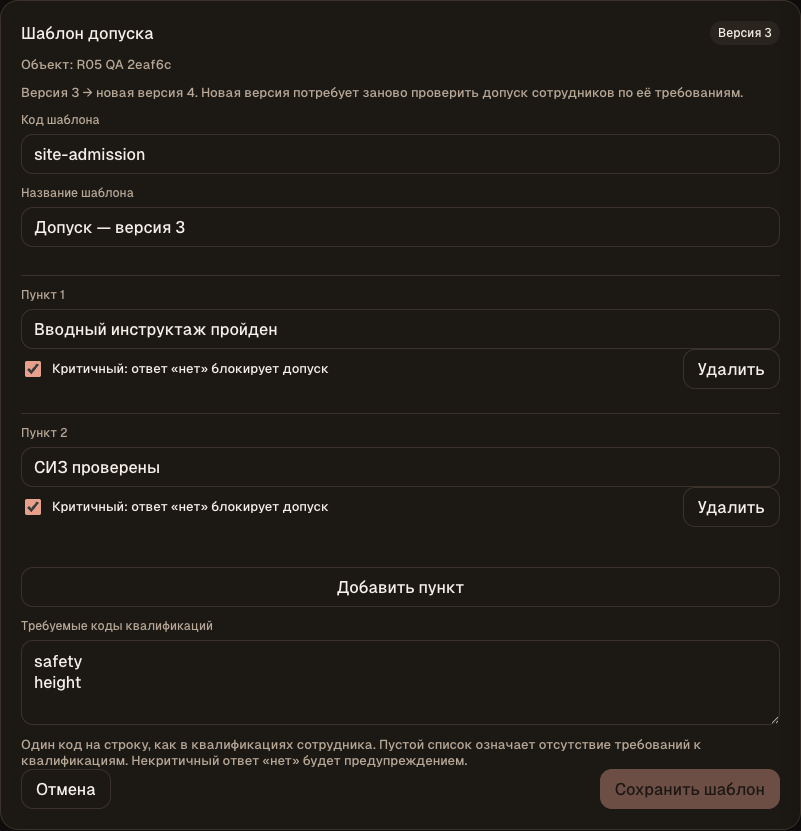 Шаблон допуска
Версия 3
Объект: R05 QA 2eaf6c
Версия 3 → новая версия 4. Новая версия потребует заново проверить допуск сотрудников по её требованиям.
Код шаблона
site-admission
Название шаблона
Допуск — версия 3
Пункт 1
Вводный инструктаж пройден
Критичный: ответ «нет» блокирует допуск
Удалить
Пункт 2
СИЗ проверены
Критичный: ответ «нет» блокирует допуск
Удалить
Добавить пункт
Требуемые коды квалификаций
safety
height
Один код на строку, как в квалификациях сотрудника. Пустой список означает отсутствие требований к
квалификациям. Некритичный ответ «нет» будет предупреждением.
Отмена
Сохранить шаблон